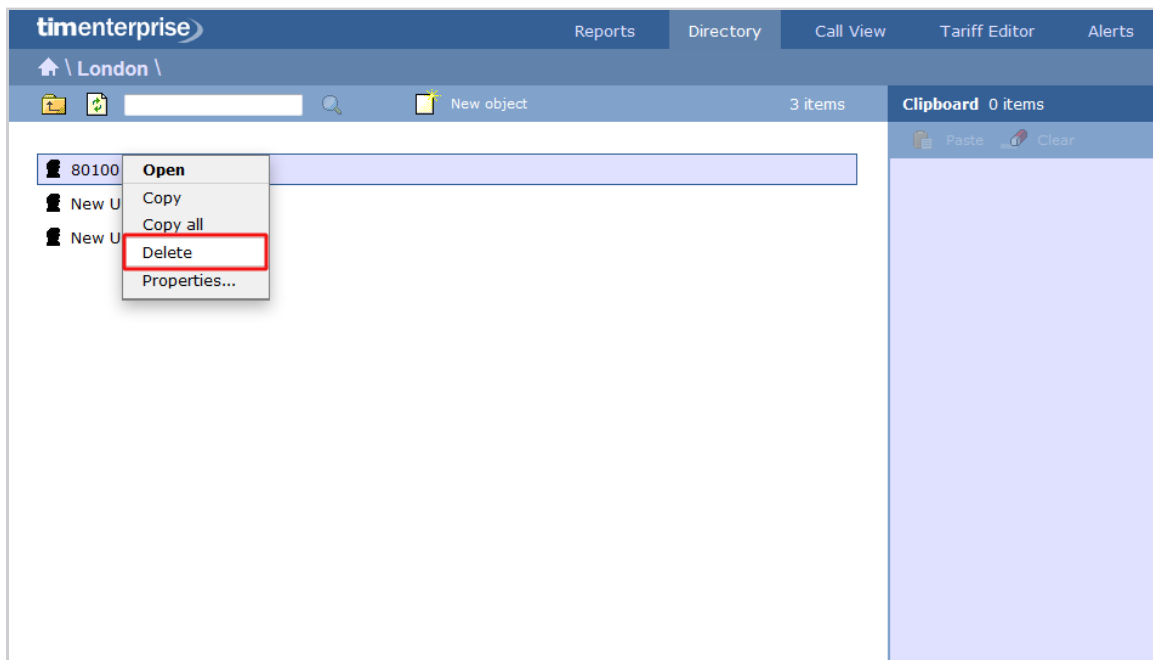 timenterprise
Reports Directory Call View Tariff Editor Alerts
\ London \
New object 3 items Clipboard 0 items
Paste Clear
80100 Open
New U Copy
Copy all
New U
Delete
Properties...